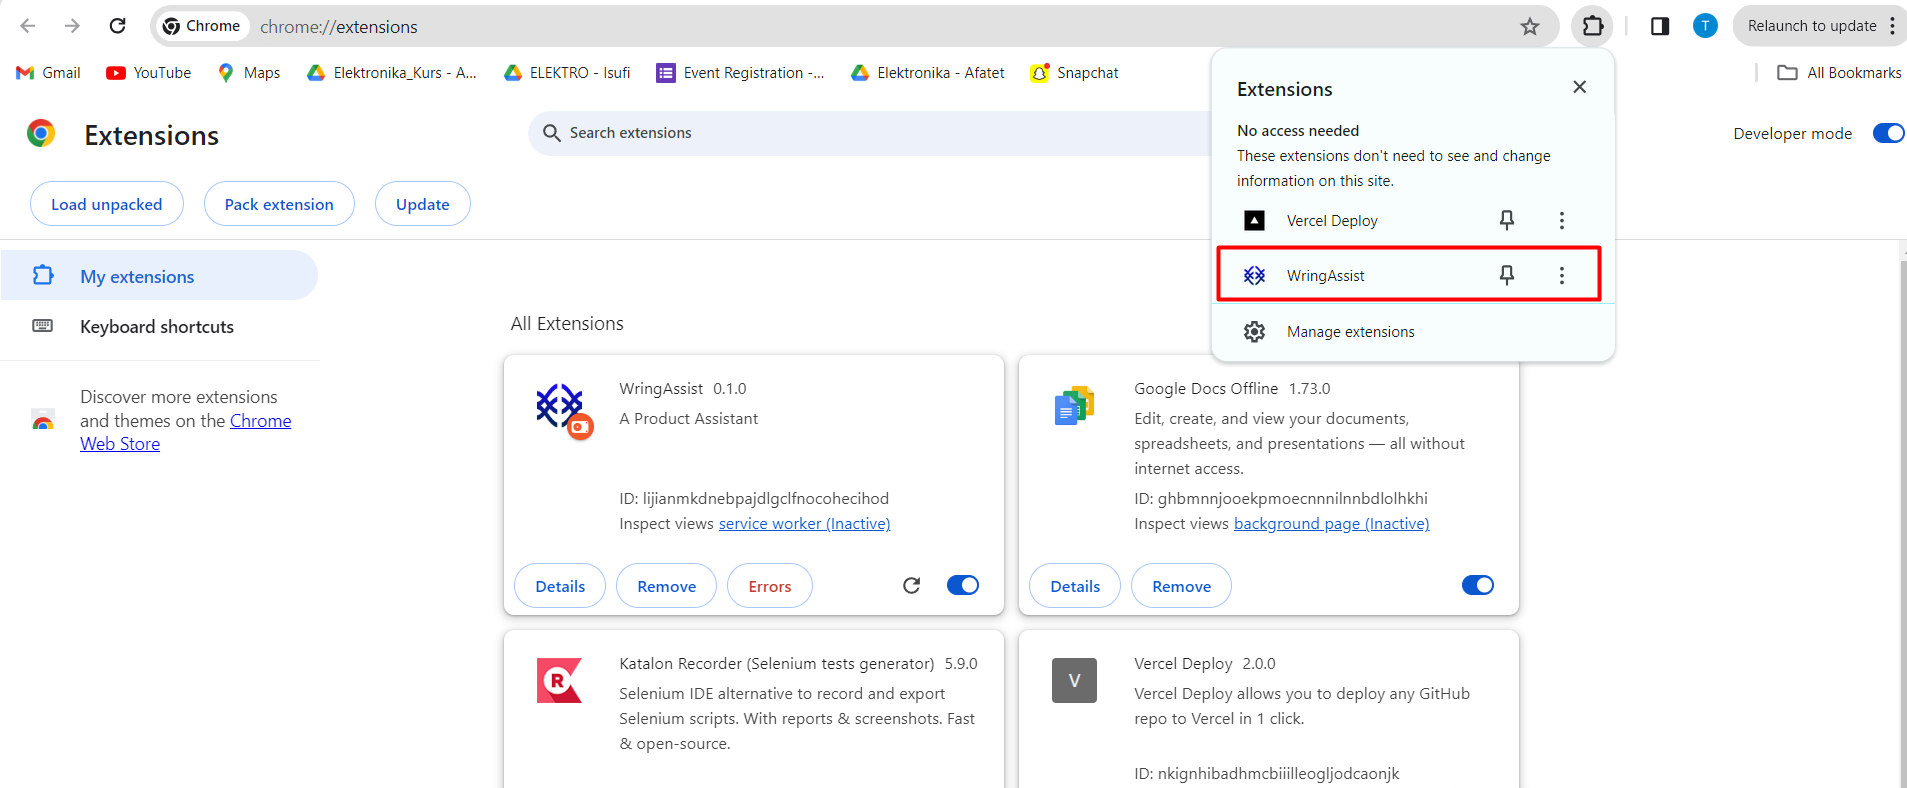 Chrome
chrome://extensions
T
Relaunch to update
Gmail
YouTube
Maps
Elektronika_Kurs - A...
ELEKTRO - Isufi
Event Registration -...
Elektronika - Afatet
Snapchat
All Bookmarks
Extensions
Search extensions
Developer mode
Load unpacked
Pack extension
Update
Extensions
No access needed
These extensions don't need to see and change
information on this site.
Vercel Deploy
WringAssist
Manage extensions
My extensions
Keyboard shortcuts
Discover more extensions
and themes on the Chrome
Web Store
All Extensions
WringAssist 0.1.0
A Product Assistant
ID: lijianmkdnebpajdlgclfnocohecihod
Inspect views service worker (Inactive)
Details
Remove
Errors
Google Docs Offline 1.73.0
Edit, create, and view your documents,
spreadsheets, and presentations — all without
internet access.
ID: ghbmnnjooekpmoecnnnilnnbdlolhkhi
Inspect views background page (Inactive)
Details
Remove
R
Katalon Recorder (Selenium tests generator) 5.9.0
Selenium IDE alternative to record and export
Selenium scripts. With reports & screenshots. Fast
& open-source.
V
Vercel Deploy 2.0.0
Vercel Deploy allows you to deploy any GitHub
repo to Vercel in 1 click.
ID: nkignhibadhmcbiiilleogljodcaonjk